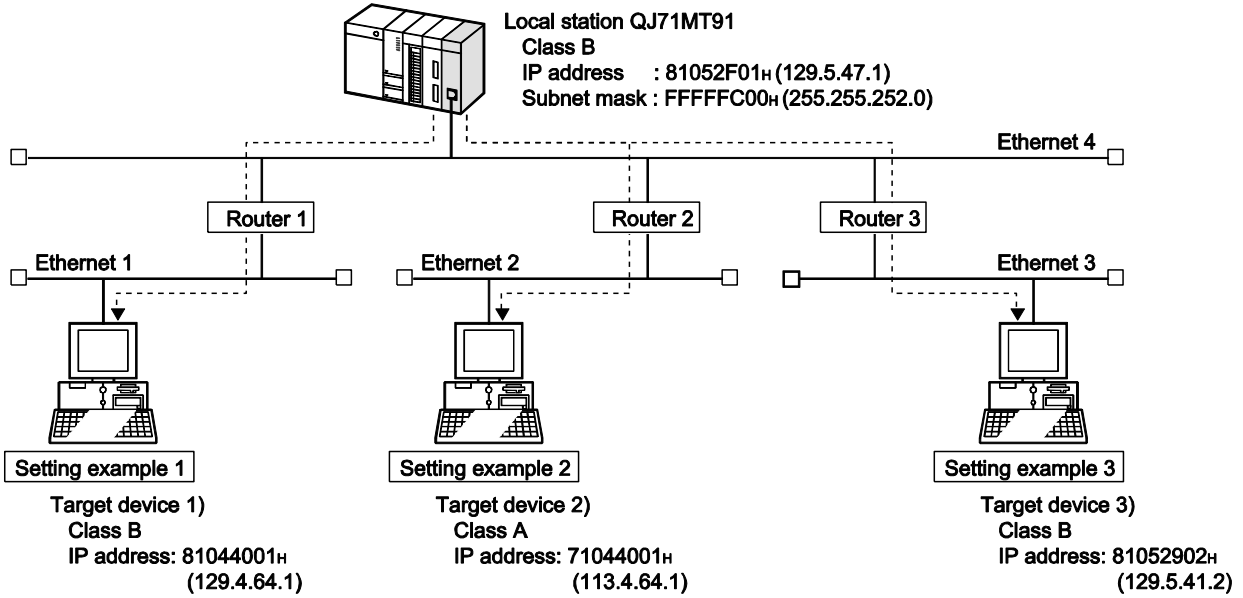 Local station QJ71MT91
Class B
IP address : 81052F01H (129.5.47.1)
Subnet mask : FFFFFC00H (255.255.252.0)
Ethernet 4
Router 1
Router 2
Router 3
Ethernet 1
Ethernet 2
Ethernet 3
Setting example 1
Setting example 2
Setting example 3
Target device 1)
Class B
IP address: 81044001H
(129.4.64.1)
Target device 2)
Class A
IP address: 71044001H
(113.4.64.1)
Target device 3)
Class B
IP address: 81052902H
(129.5.41.2)